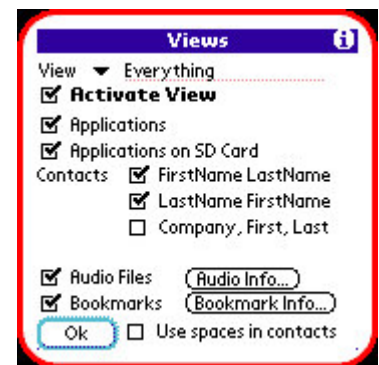 Views
View Everything
Activate View
Applications
Applications on SD Card
Contacts FirstName LastName
LastName FirstName
Company, First, Last
Audio Files Audio Info...
Bookmarks Bookmark Info...
Ok Use spaces in contacts